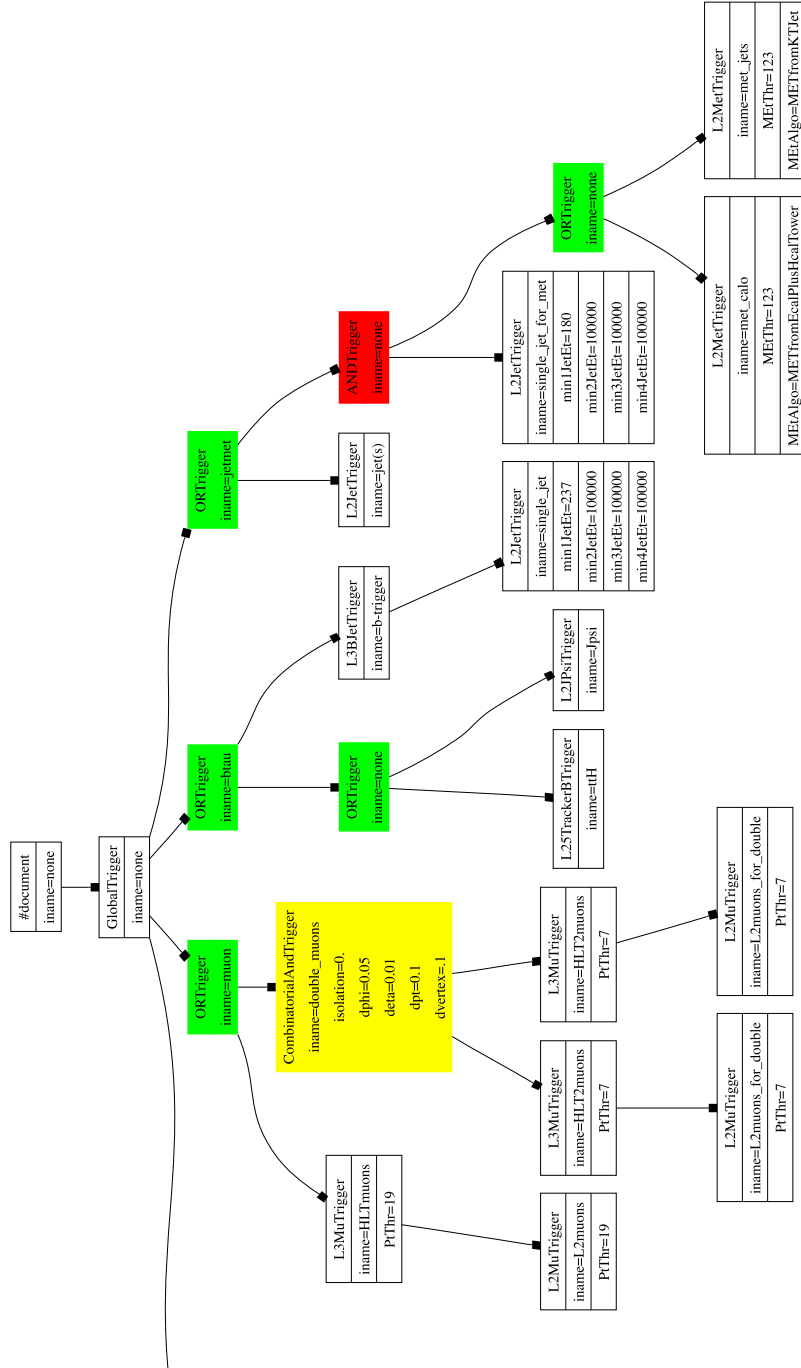 #document
iname=none
GlobalTrigger
iname=none
ORTrigger
iname=muon
ORTrigger
iname=btau
ORTrigger
iname=jetmet
L3MuTrigger
iname=HLTmuons
PtThr=19
CombinatorialAndTrigger
iname=double_muons
isolation=0.
dphi=0.05
deta=0.01
dpt=0.1
dvertex=.1
ORTrigger
iname=none
L3BJetTrigger
iname=b-trigger
L2JetTrigger
iname=jet(s)
ANDTrigger
iname=none
L2MuTrigger
iname=L2muons
PtThr=19
L3MuTrigger
iname=HLT2muons
PtThr=7
L3MuTrigger
iname=HLT2muons
PtThr=7
L25TrackerBTrigger
iname=ttH
L2JPsiTrigger
iname=Jpsi
L2JetTrigger
iname=single_jet
min1JetEt=237
min2JetEt=100000
min3JetEt=100000
min4JetEt=100000
L2JetTrigger
iname=single_jet_for_met
min1JetEt=180
min2JetEt=100000
min3JetEt=100000
min4JetEt=100000
ORTrigger
iname=none
L2MuTrigger
iname=L2muons_for_double
PtThr=7
L2MuTrigger
iname=L2muons_for_double
PtThr=7
L2MetTrigger
iname=met_calo
MEtThr=123
MEtAlgo=METfromEcalPlusHcalTower
L2MetTrigger
iname=met_jets
MEtThr=123
MEtAlgo=METfromKTJet